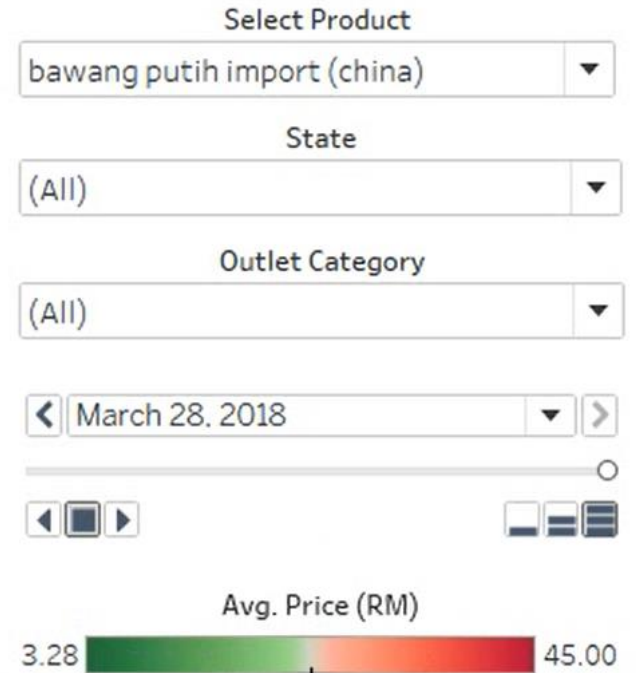 Select Product
bawang putih import (china)
State
(All)
Outlet Category
(All)
March 28, 2018
Avg. Price (RM)
3.28 45.00